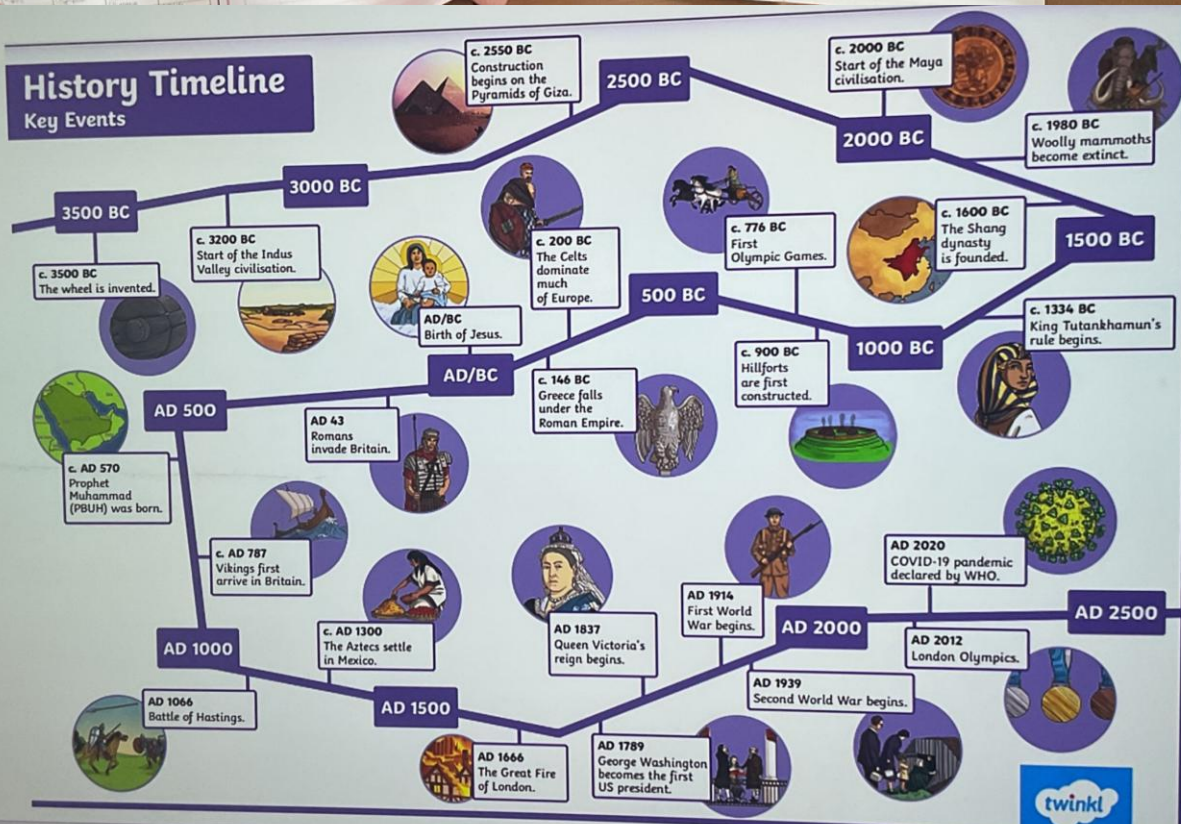 History Timeline
Key Events
c. 2550 BC
Construction
begins on the
Pyramids of Giza.
2500 BC
c. 2000 BC
Start of the Maya
civilisation.
2000 BC
c. 1980 BC
Woolly mammoths
become extinct.
3500 BC
3000 BC
c. 3500 BC
The wheel is invented.
c. 3200 BC
Start of the Indus
Valley civilisation.
c. 1600 BC
The Shang
dynasty
is founded.
1500 BC
c. 1334 BC
King Tutankhamun's
rule begins.
1000 BC
c. 900 BC
Hillforts
are first
constructed.
c. 776 BC
First
Olympic Games.
500 BC
c. 200 BC
The Celts
dominate
much
of Europe.
c. 146 BC
Greece falls
under the
Roman Empire.
AD/BC
Birth of Jesus.
AD/BC
AD 43
Romans
invade Britain.
AD 500
c. AD 570
Prophet
Muhammad
(PBUH) was born.
c. AD 787
Vikings first
arrive in Britain.
AD 1000
AD 1066
Battle of Hastings.
c. AD 1300
The Aztecs settle
in Mexico.
AD 1500
AD 1666
The Great Fire
of London.
AD 1789
George Washington
becomes the first
US president.
AD 1837
Queen Victoria's
reign begins.
AD 1914
First World
War begins.
AD 1939
Second World War begins.
AD 2000
AD 2012
London Olympics.
AD 2020
COVID-19 pandemic
declared by WHO.
AD 2500
twinkl